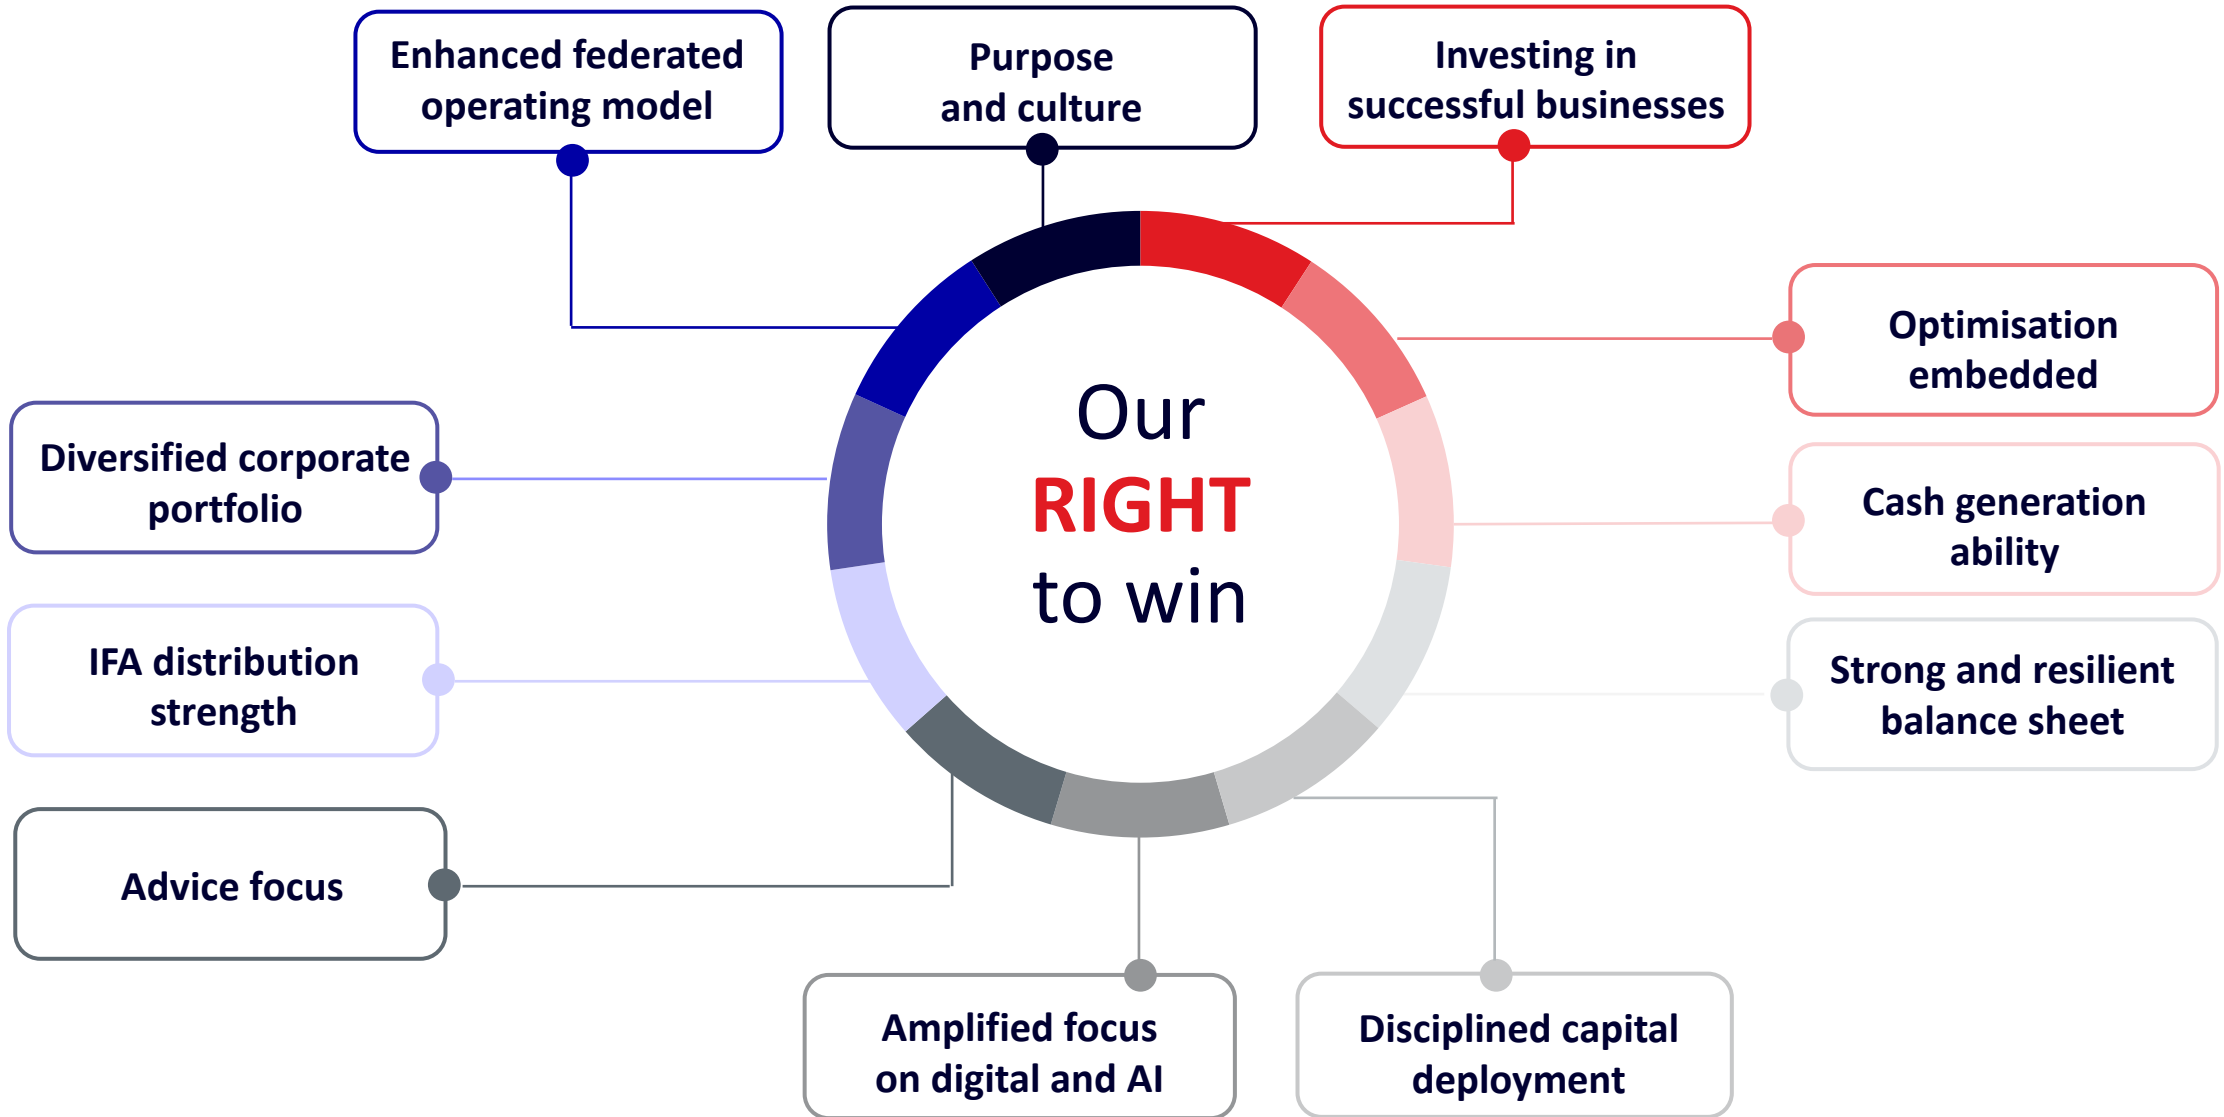 Enhanced federated
operating model
Purpose
and culture
Investing in
successful businesses
Optimisation
embedded
Cash generation
ability
Strong and resilient
balance sheet
Disciplined capital
deployment
Amplified focus
on digital and AI
Advice focus
IFA distribution
strength
Diversified corporate
portfolio
Our
RIGHT
to win